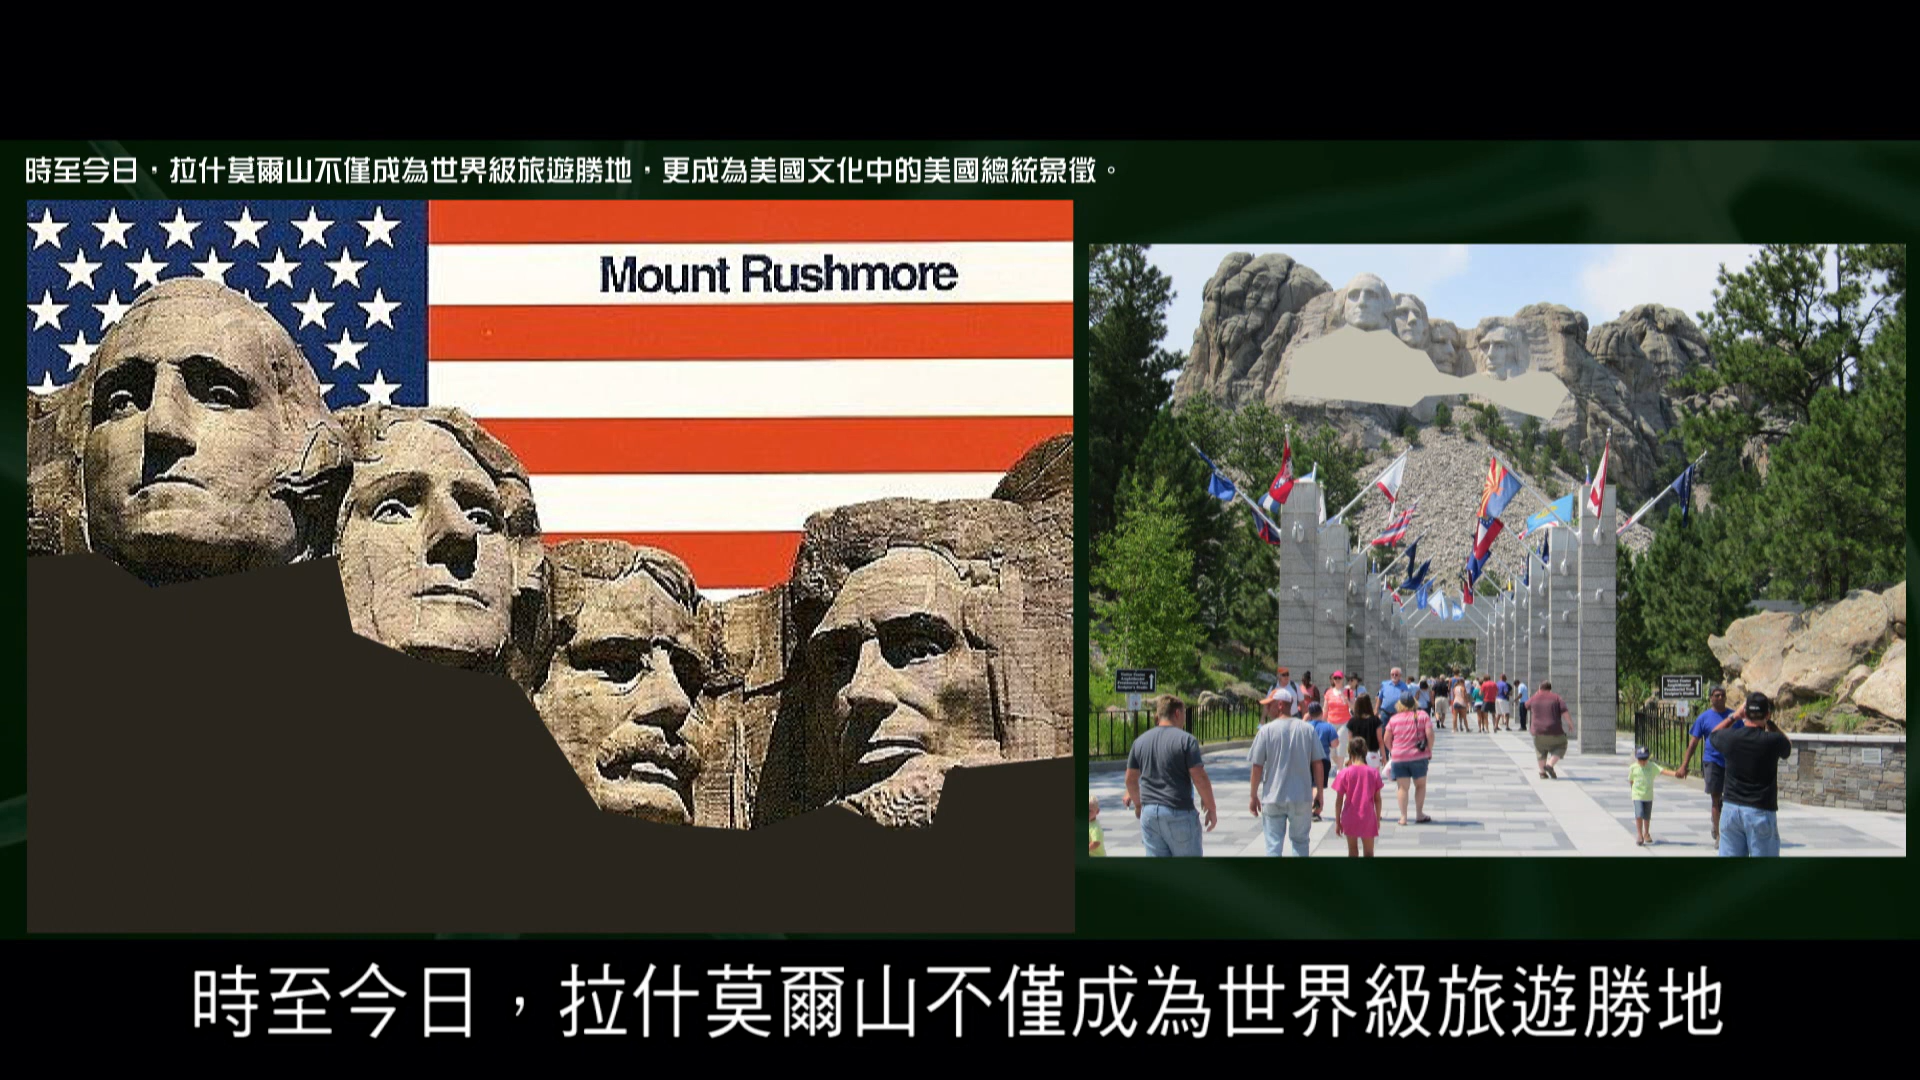 時至今日，拉什莫爾山不僅成為世界級旅遊勝地，更成為美國文化中的美國總統象徵。
Mount Rushmore
時至今日，拉什莫爾山不僅成為世界級旅遊勝地